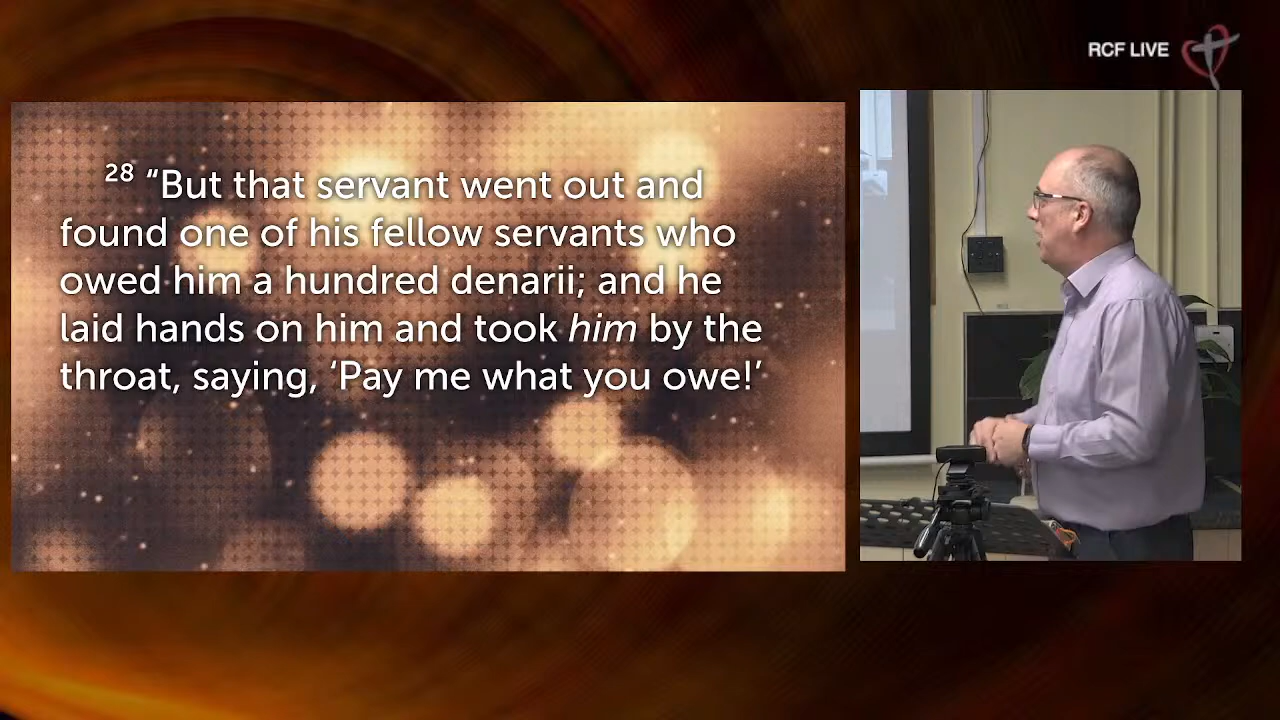 RCF LIVE
28 “But that servant went out and
found one of his fellow servants who
owed him a hundred denarii; and he
laid hands on him and took him by the
throat, saying, ‘Pay me what you owe!’